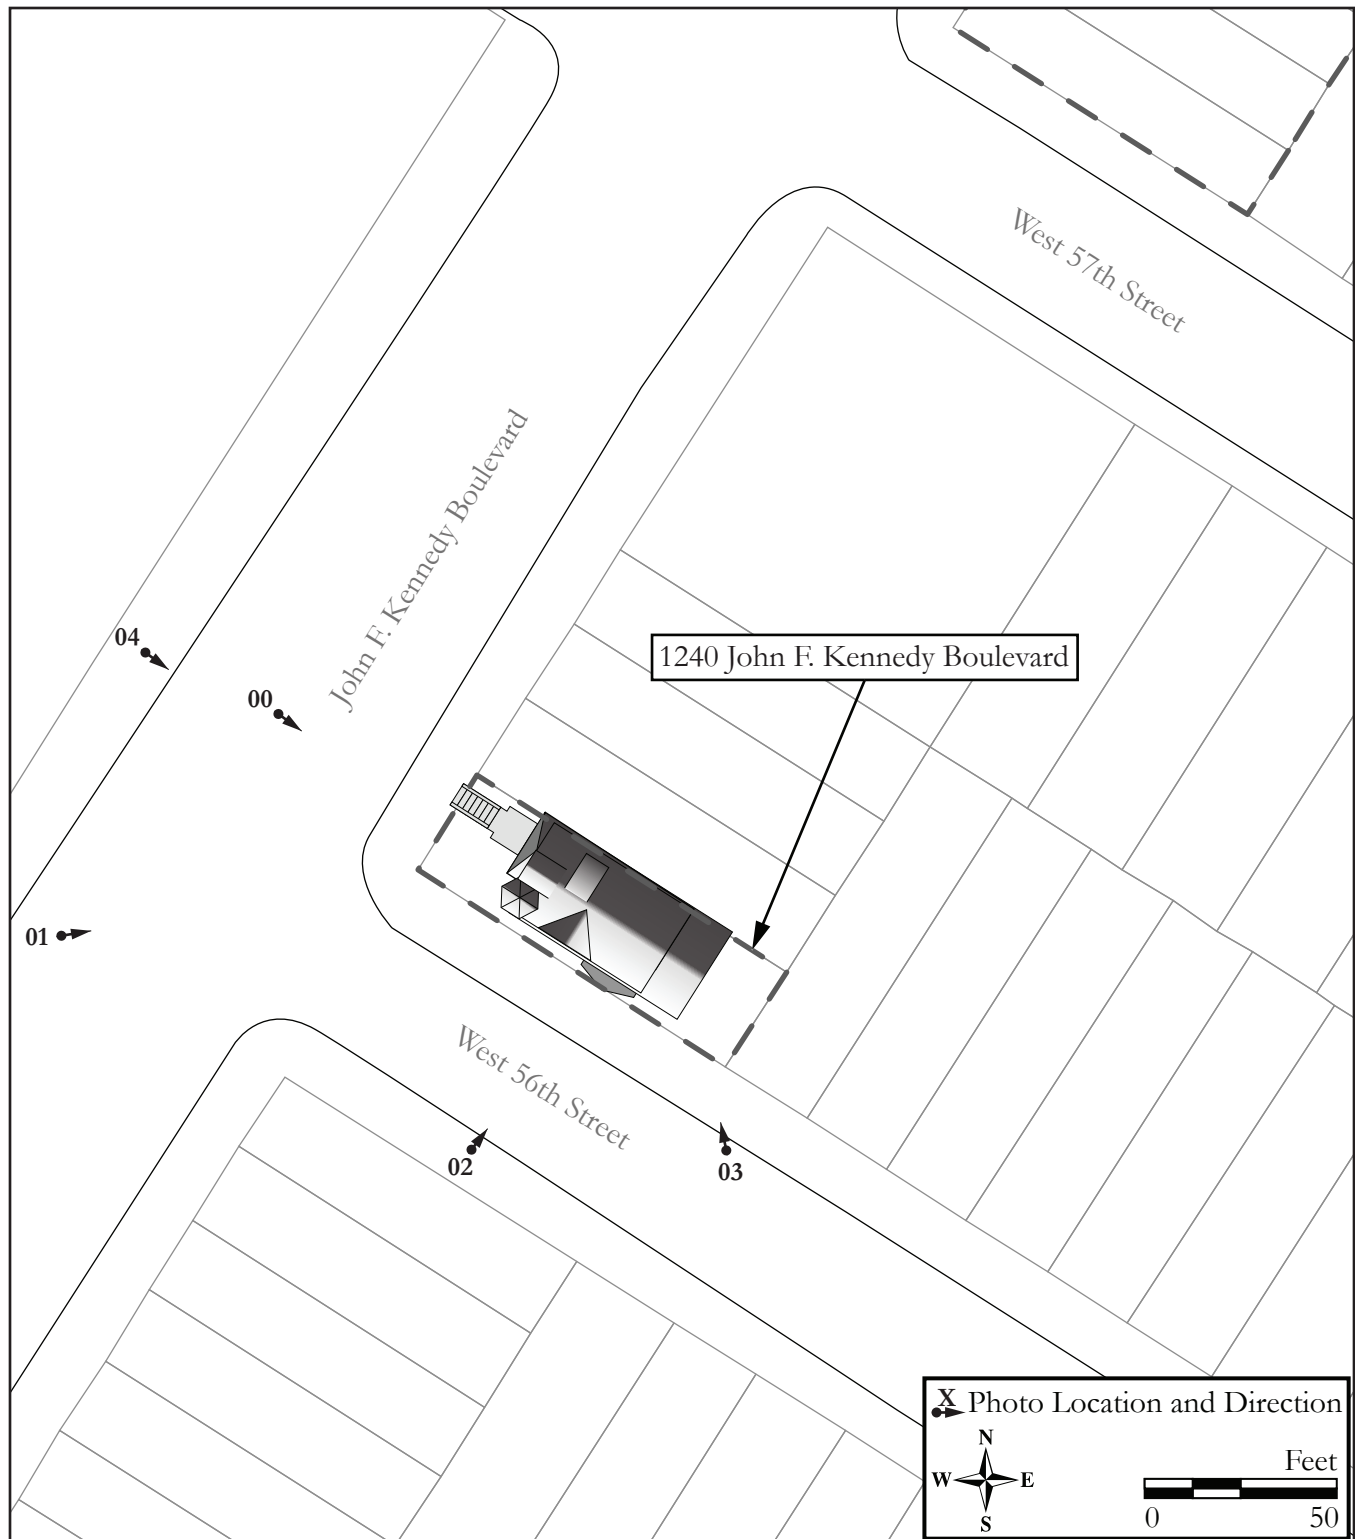 West 57th Street
John F. Kennedy Boulevard
04
1240 John F. Kennedy Boulevard
00
01
West 56th Street
02
03
X Photo Location and Direction
N
W E
S
Feet
0 50